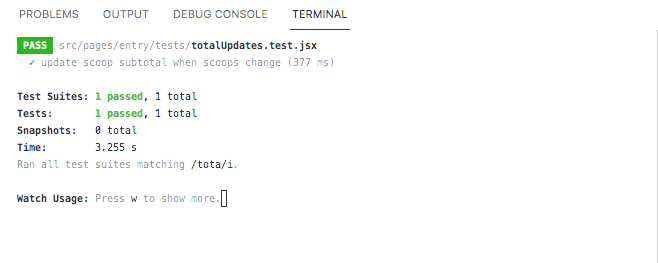 PROBLEMS OUTPUT DEBUG CONSOLE TERMINAL
PASS src/pages/entry/tests/totalUpdates.test.jsx
✓ update scoop subtotal when scoops change (377 ms)
Test Suites: 1 passed, 1 total
Tests: 1 passed, 1 total
Snapshots: 0 total
Time: 3.255 s
Ran all test suites matching /tota/i.
Watch Usage: Press w to show more.